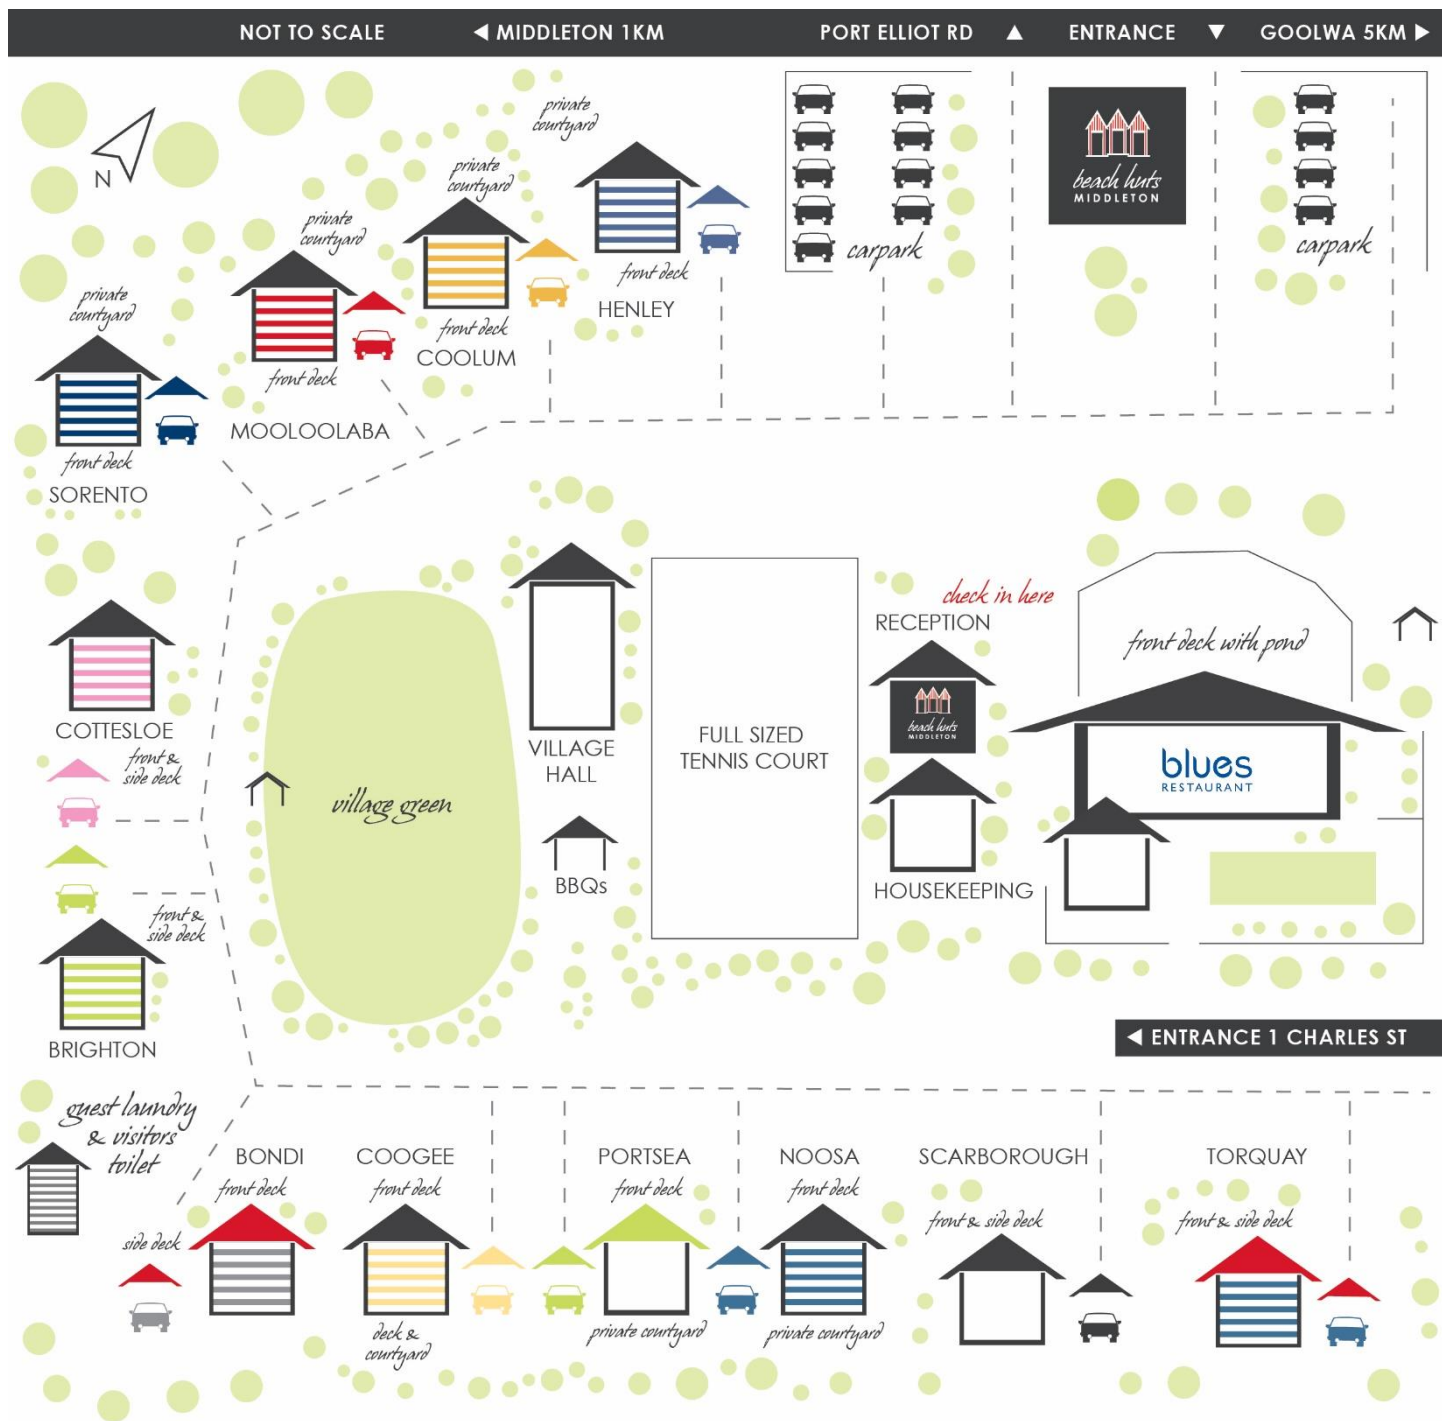 NOT TO SCALE
MIDDLETON 1KM
PORT ELLIOT RD
ENTRANCE
GOOLWA 5KM
N
private
courtyard
front deck
HENLEY
private
courtyard
front deck
COOLUM
private
courtyard
front deck
MOOLOOLABA
private
courtyard
front deck
SORENTO
carpark
beach huts
MIDDLETON
carpark
COTTESLOE
front &
side deck
front &
side deck
BRIGHTON
village green
VILLAGE
HALL
BBQs
FULL SIZED
TENNIS COURT
check in here
RECEPTION
beach huts
MIDDLETON
HOUSEKEEPING
front deck with pond
blues
RESTAURANT
ENTRANCE 1 CHARLES ST
guest laundry
& visitors
toilet
BONDI
front deck
side deck
COOGEE
front deck
deck &
courtyard
PORTSEA
front deck
private courtyard
NOOSA
front deck
private courtyard
SCARBOROUGH
front & side deck
TORQUAY
front & side deck